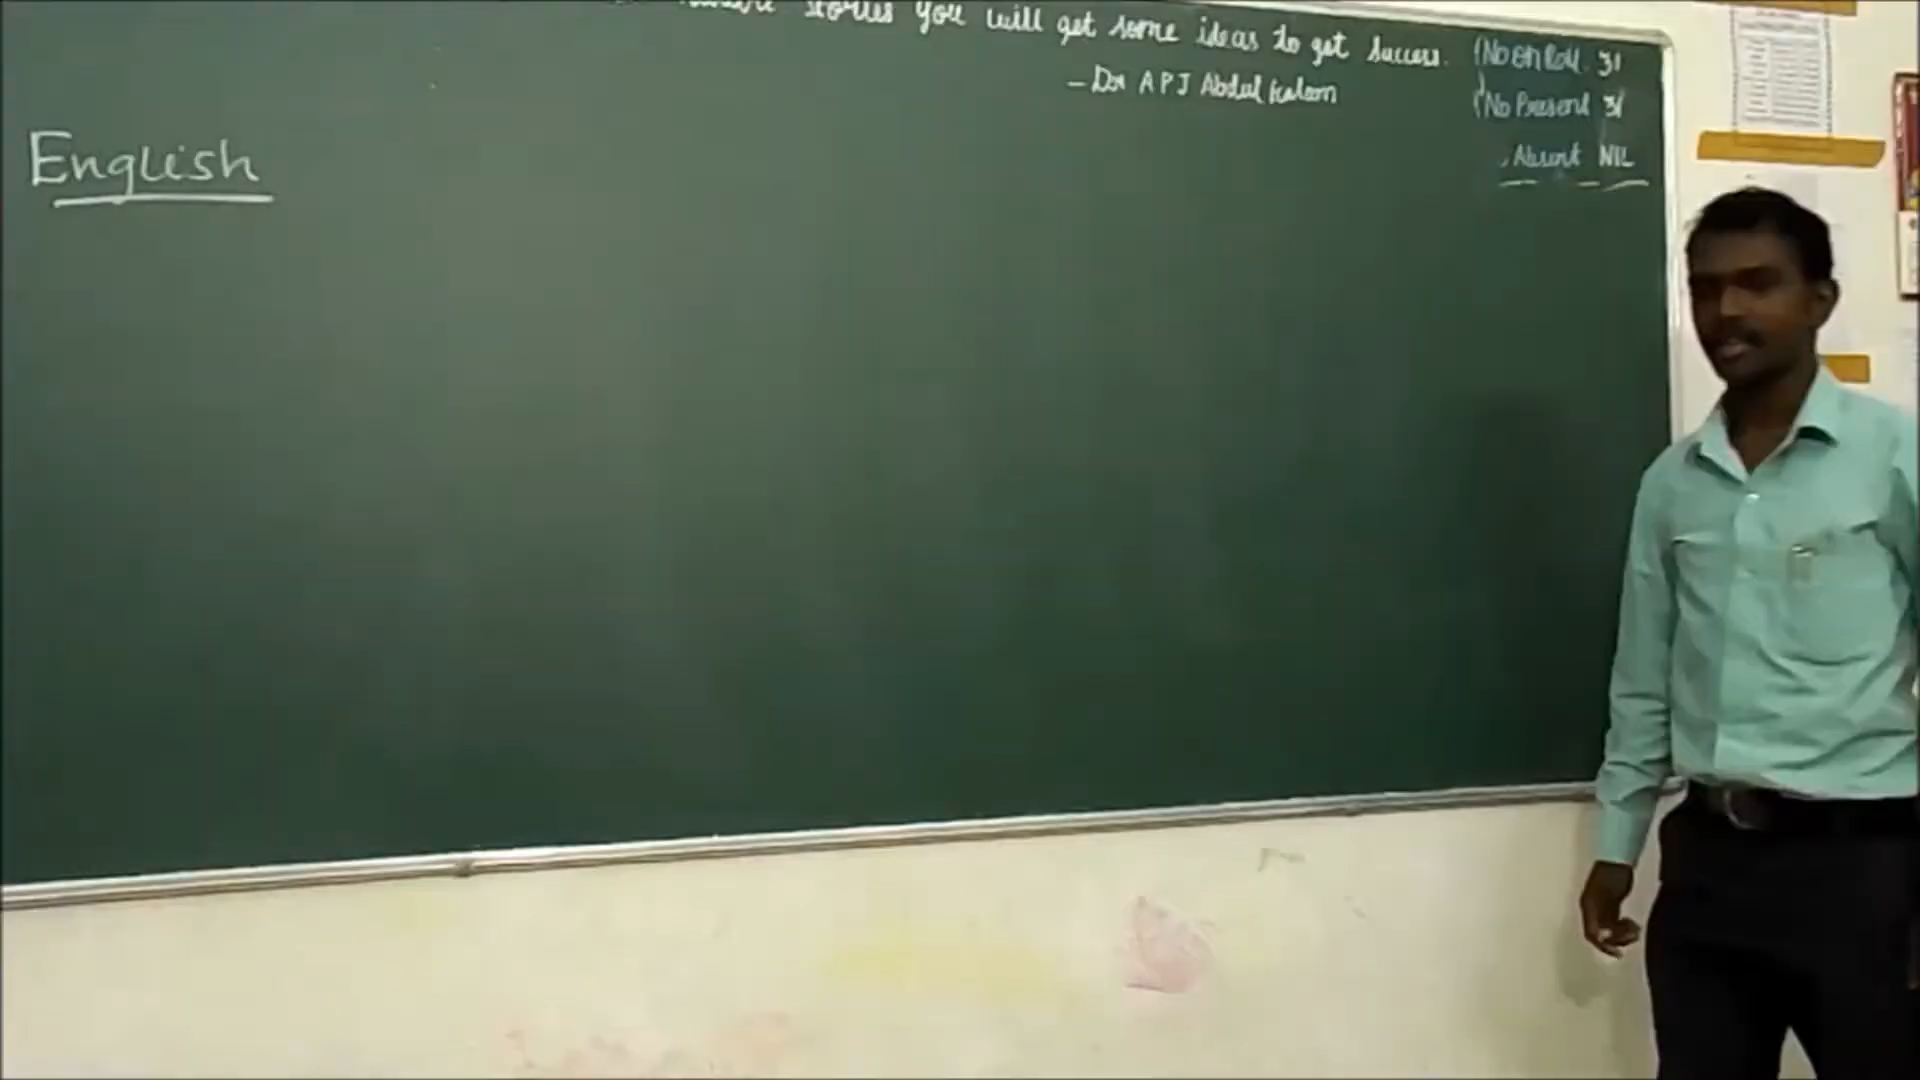 stories you will get some ideas to get success.
- Dr A P J Abdul Kalam
No on Roll. 31
No Present 31
Absent NIL
English